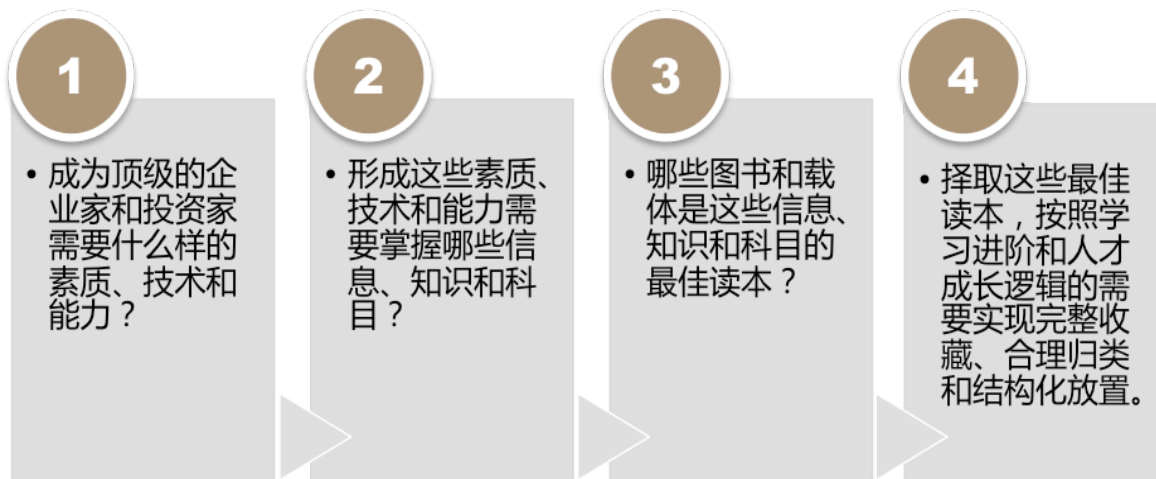 1
• 成为顶级的企
业家和投资家
需要什么样的
素质、技术和
能力？
2
• 形成这些素质、
技术和能力需
要掌握哪些信
息、知识和科
目？
3
• 哪些图书和载
体是这些信息、
知识和科目的
最佳读本？
4
• 择取这些最佳
读本，按照学
习进阶和人才
成长逻辑的需
要实现完整收
藏、合理归类
和结构化放置。